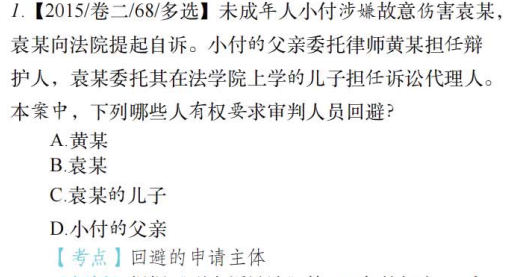 1.【2015/卷二/68/多选】未成年人小付涉嫌故意伤害袁某，
袁某向法院提起自诉。小付的父亲委托律师黄某担任辩
护人，袁某委托其在法学院上学的儿子担任诉讼代理人。
本案中，下列哪些人有权要求审判人员回避?
A.黄某
B.袁某
C.袁某的儿子
D.小付的父亲
【考点】回避的申请主体